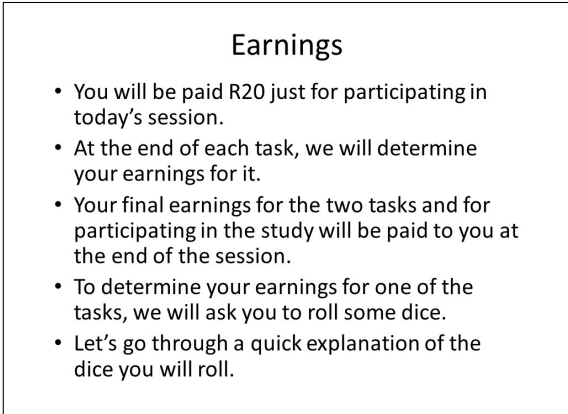 Earnings
• You will be paid R20 just for participating in
today’s session.
• At the end of each task, we will determine
your earnings for it.
• Your final earnings for the two tasks and for
participating in the study will be paid to you at
the end of the session.
• To determine your earnings for one of the
tasks, we will ask you to roll some dice.
• Let’s go through a quick explanation of the
dice you will roll.